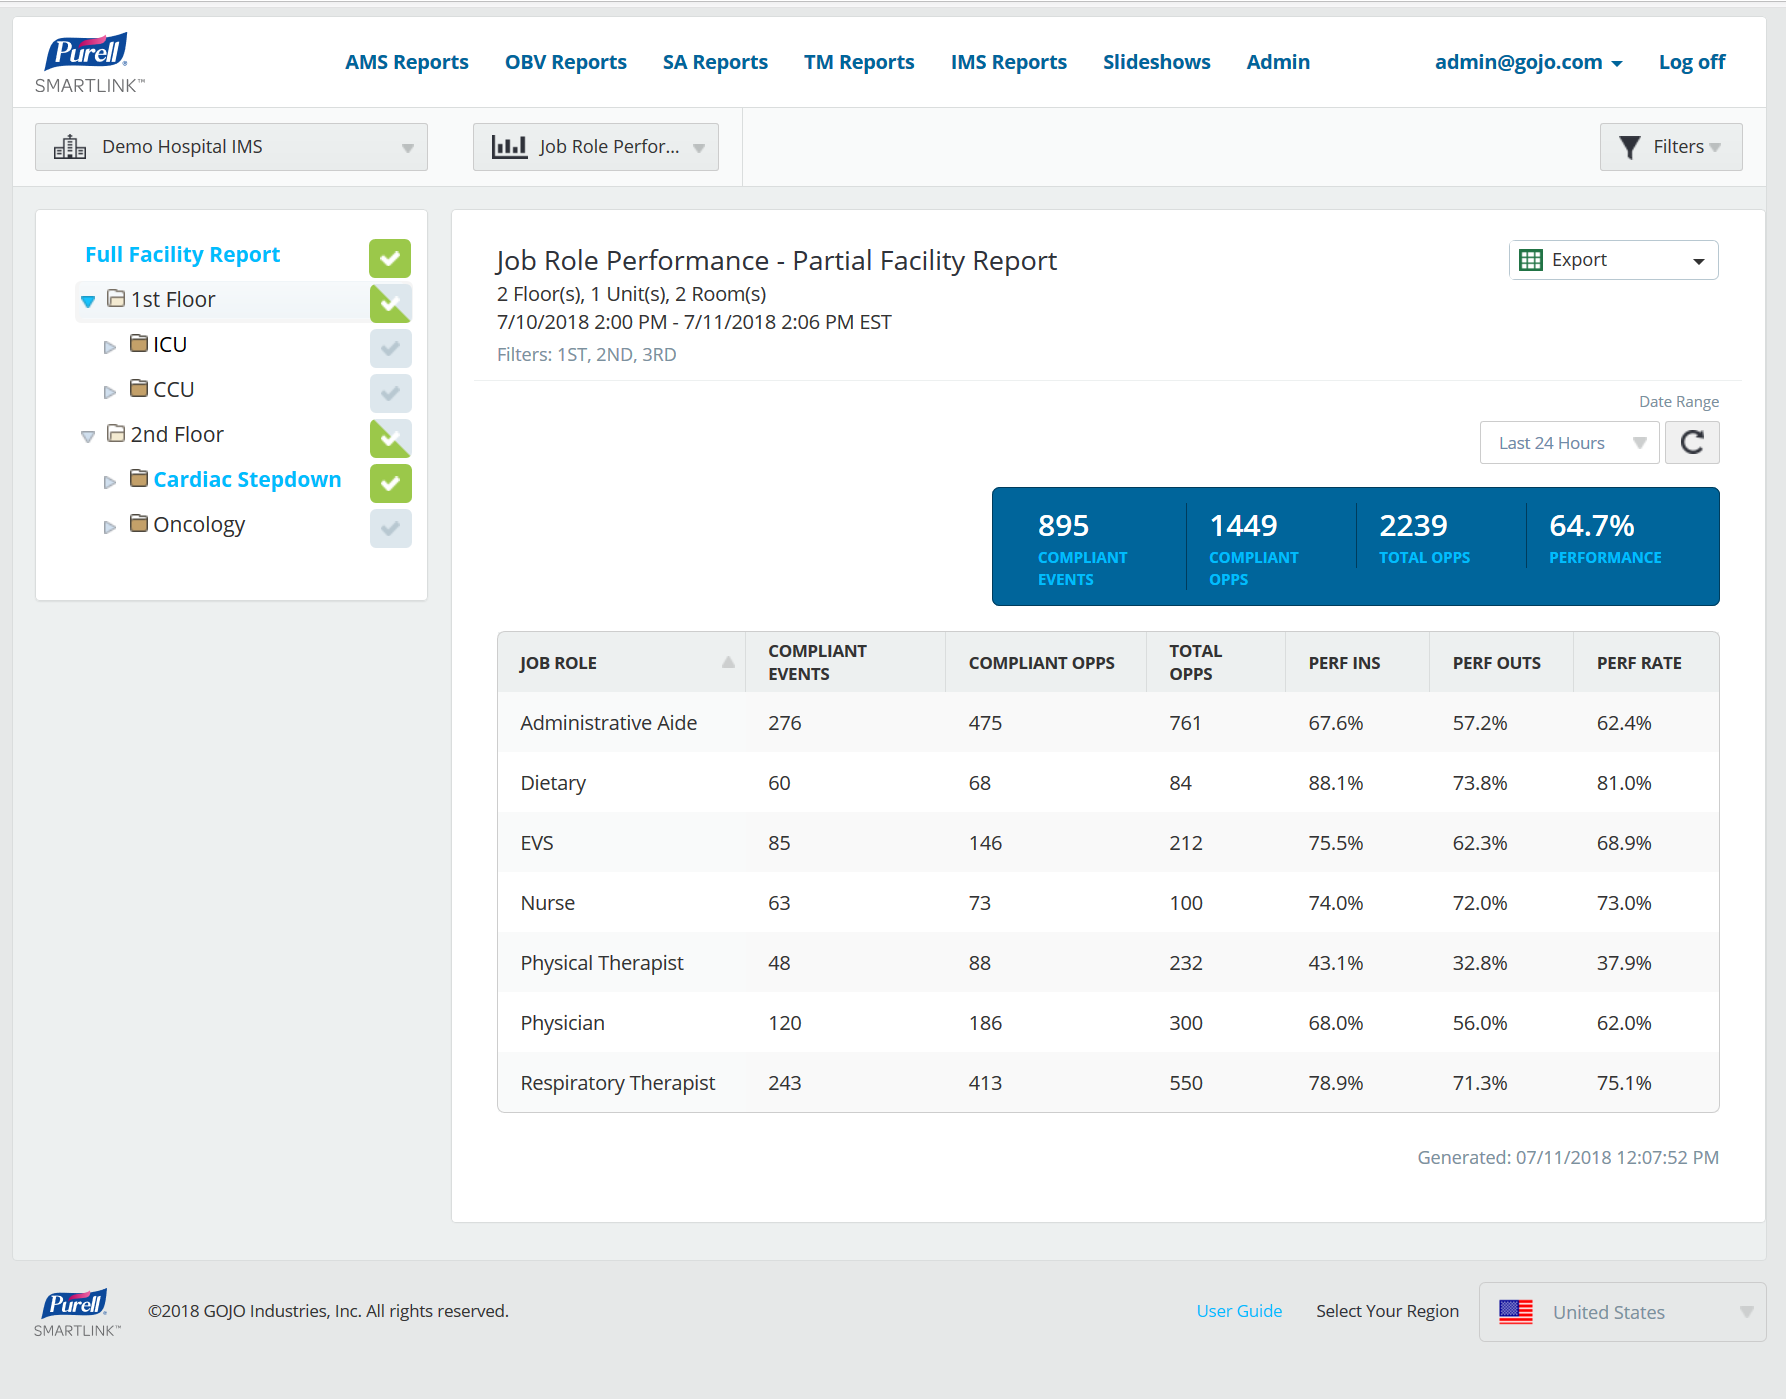 Purell
SMARTLINK™
AMS Reports OBV Reports SA Reports TM Reports IMS Reports Slideshows Admin admin@gojo.com Log off
Demo Hospital IMS Job Role Perfor... Filters
Full Facility Report
1st Floor
ICU
CCU
2nd Floor
Cardiac Stepdown
Oncology
Job Role Performance - Partial Facility Report
Export
2 Floor(s), 1 Unit(s), 2 Room(s)
7/10/2018 2:00 PM - 7/11/2018 2:06 PM EST
Filters: 1ST, 2ND, 3RD
Date Range
Last 24 Hours
895 1449 2239 64.7%
COMPLIANT EVENTS COMPLIANT OPPS TOTAL OPPS PERFORMANCE
JOB ROLE COMPLIANT EVENTS COMPLIANT OPPS TOTAL OPPS PERF INS PERF OUTS PERF RATE
Administrative Aide 276 475 761 67.6% 57.2% 62.4%
Dietary 60 68 84 88.1% 73.8% 81.0%
EVS 85 146 212 75.5% 62.3% 68.9%
Nurse 63 73 100 74.0% 72.0% 73.0%
Physical Therapist 48 88 232 43.1% 32.8% 37.9%
Physician 120 186 300 68.0% 56.0% 62.0%
Respiratory Therapist 243 413 550 78.9% 71.3% 75.1%
Generated: 07/11/2018 12:07:52 PM
Purell
SMARTLINK™
©2018 GOJO Industries, Inc. All rights reserved. User Guide Select Your Region United States